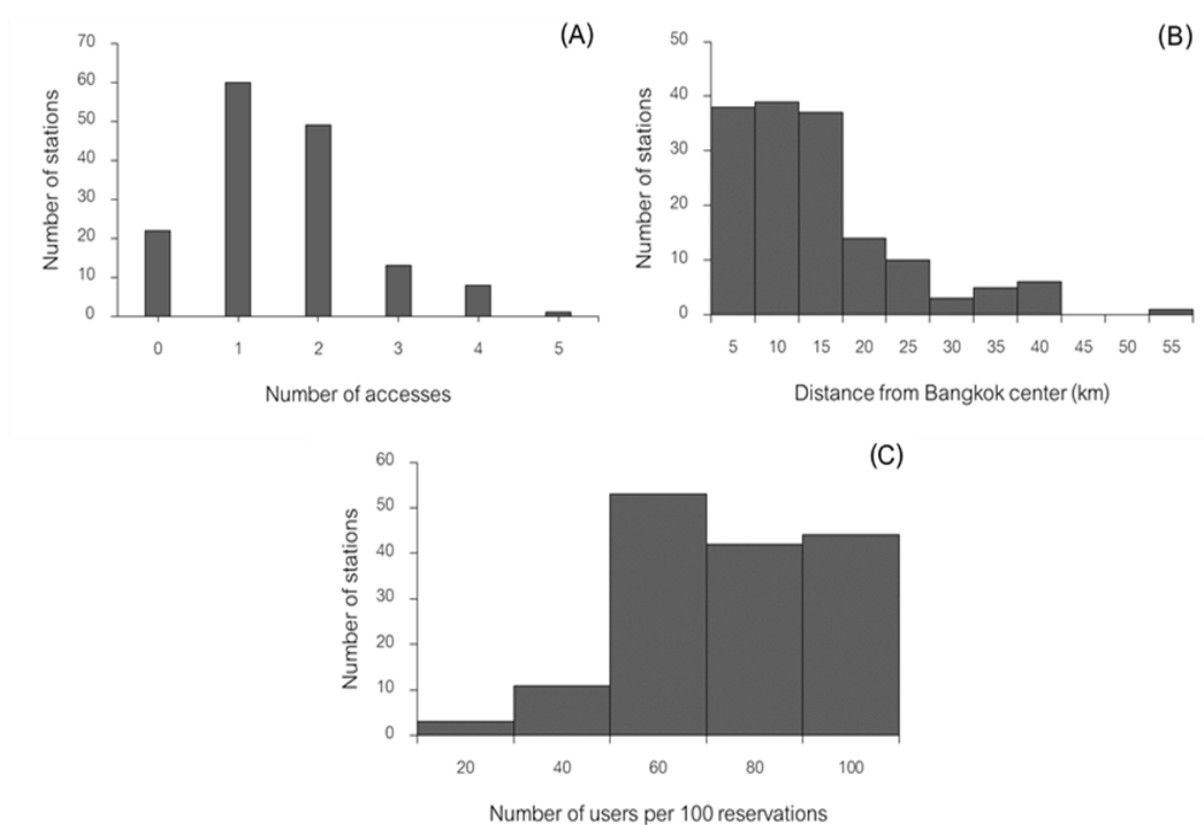 (A)
Number of stations
70
60
50
40
30
20
10
0
0 1 2 3 4 5
Number of accesses
(B)
Number of stations
50
40
30
20
10
0
5 10 15 20 25 30 35 40 45 50 55
Distance from Bangkok center (km)
(C)
Number of stations
60
50
40
30
20
10
0
20 40 60 80 100
Number of users per 100 reservations